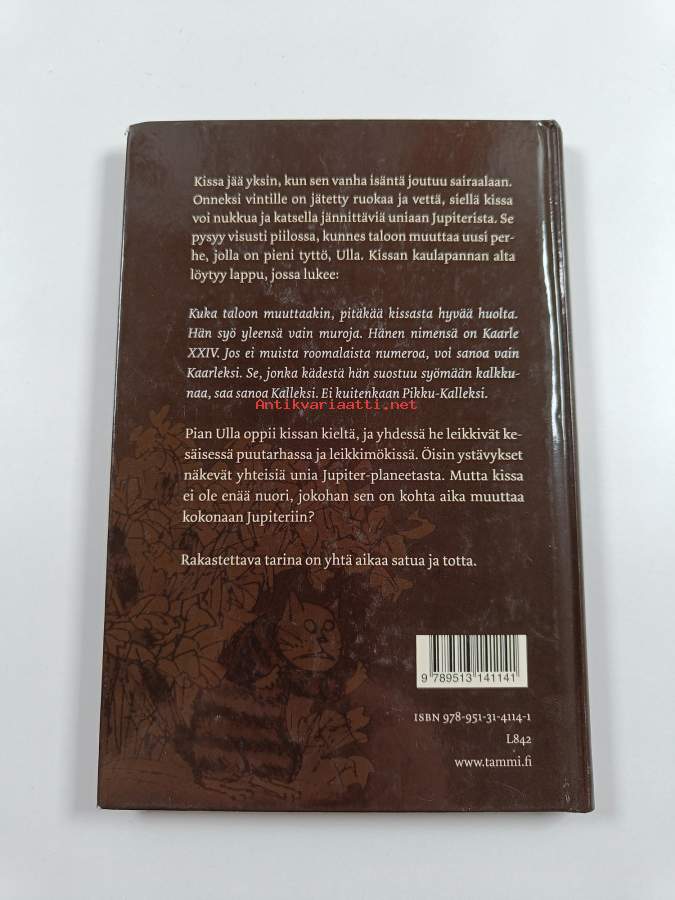 Kissa jää yksin, kun sen vanha isäntä joutuu sairaalaan.
Onneksi vintille on jätetty ruokaa ja vettä, siellä kissa
voi nukkua ja katsella jännittäviä uniaan Jupiterista. Se
pysyy visusti piilossa, kunnes taloon muuttaa uusi per-
he, jolla on pieni tyttö, Ulla. Kissan kaulapannan alta
löytyy lappu, jossa lukee:
Kuka taloon muuttaakin, pitäkää kissasta hyvää huolta.
Hän syö yleensä vain muroja. Hänen nimensä on Kaarle
XXIV. Jos ei muista roomalaista numeroa, voi sanoa vain
Kaarleksi. Se, jonka kädestä hän suostuu syömään kalkku-
naa, saa sanoa Kalleksi. Ei kuitenkaan Pikku-Kalleksi.
Antikvariaatti.net
Pian Ulla oppii kissan kieltä, ja yhdessä he leikkivät ke-
säisessä puutarhassa ja leikkimökissä. Öisin ystävykset
näkevät yhteisiä unia Jupiter-planeetasta. Mutta kissa
ei ole enää nuori, jokohan sen on kohta aika muuttaa
kokonaan Jupiteriin?
Rakastettava tarina on yhtä aikaa satua ja totta.
9 789513 141141
ISBN 978-951-31-4114-1
L842
www.tammi.fi